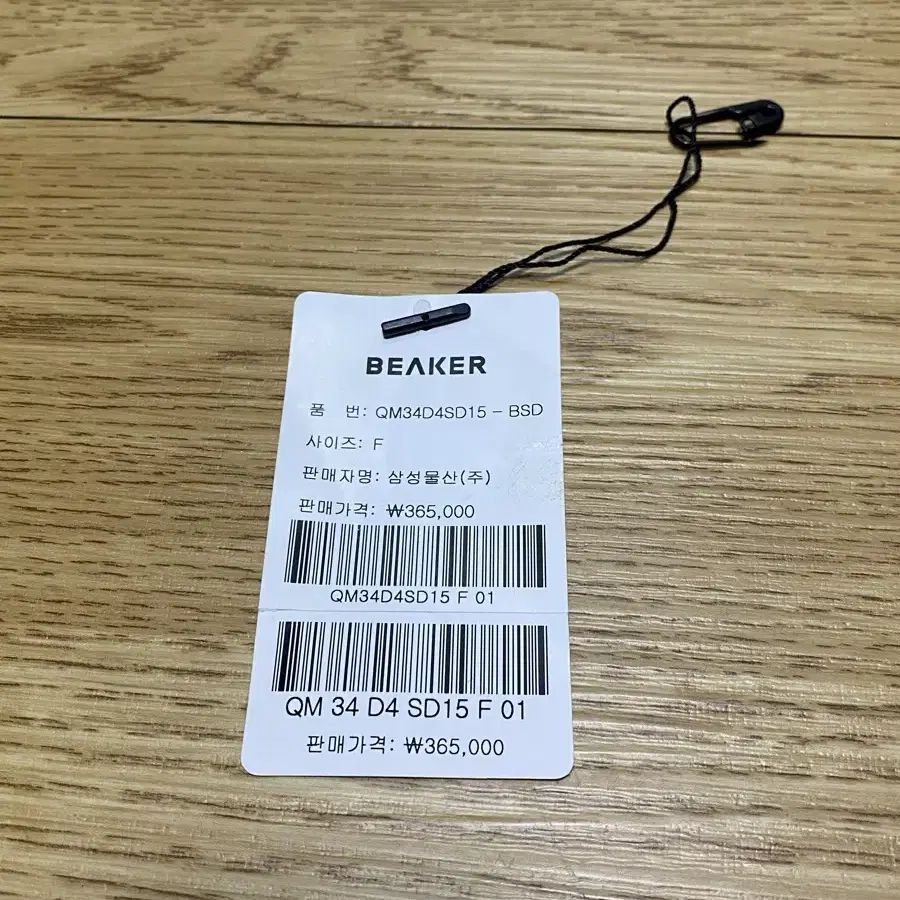 BEAKER
품 번: QM34D4SD15 - BSD
사이즈: F
판매자명: 삼성물산(주)
판매가격: ₩365,000
QM34D4SD15 F 01
QM 34 D4 SD15 F 01
판매가격: ₩365,000